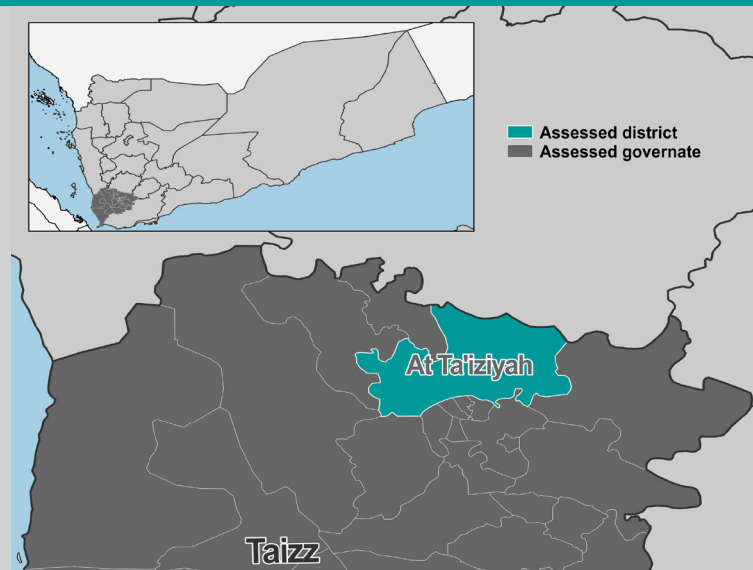 Assessed district
Assessed governate
At Ta'iziyah
Taizz